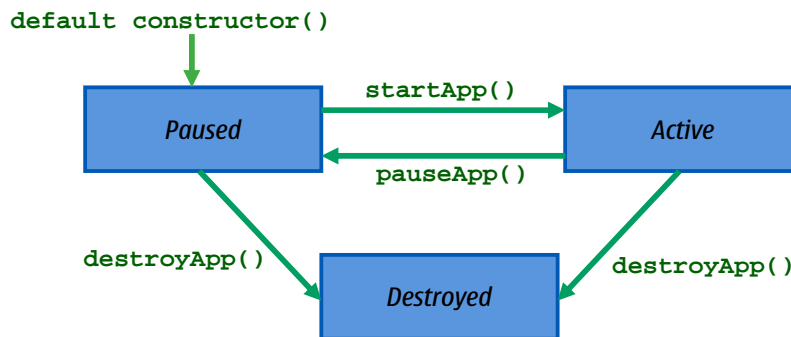 default constructor()
startApp()
Paused
Active
pauseApp()
destroyApp()
destroyApp()
Destroyed